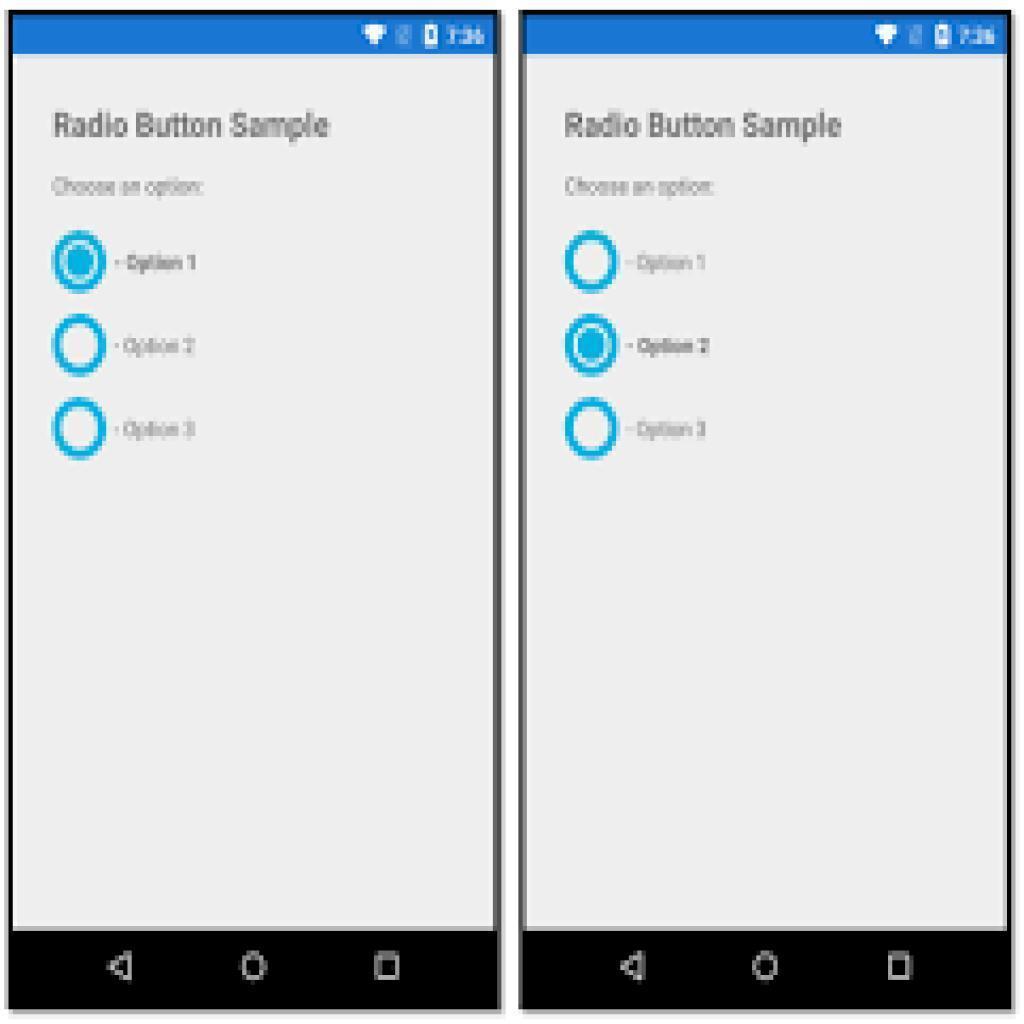 7:36
Radio Button Sample
Choose an option:
- Option 1
- Option 2
- Option 3
7:36
Radio Button Sample
Choose an option:
- Option 1
- Option 2
- Option 3